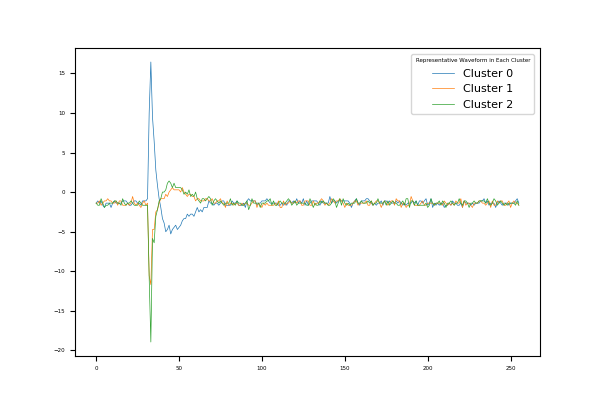 Representative Waveform in Each Cluster
Cluster 0
Cluster 1
Cluster 2
15
10
5
0
−5
−10
−15
−20
0 50 100 150 200 250